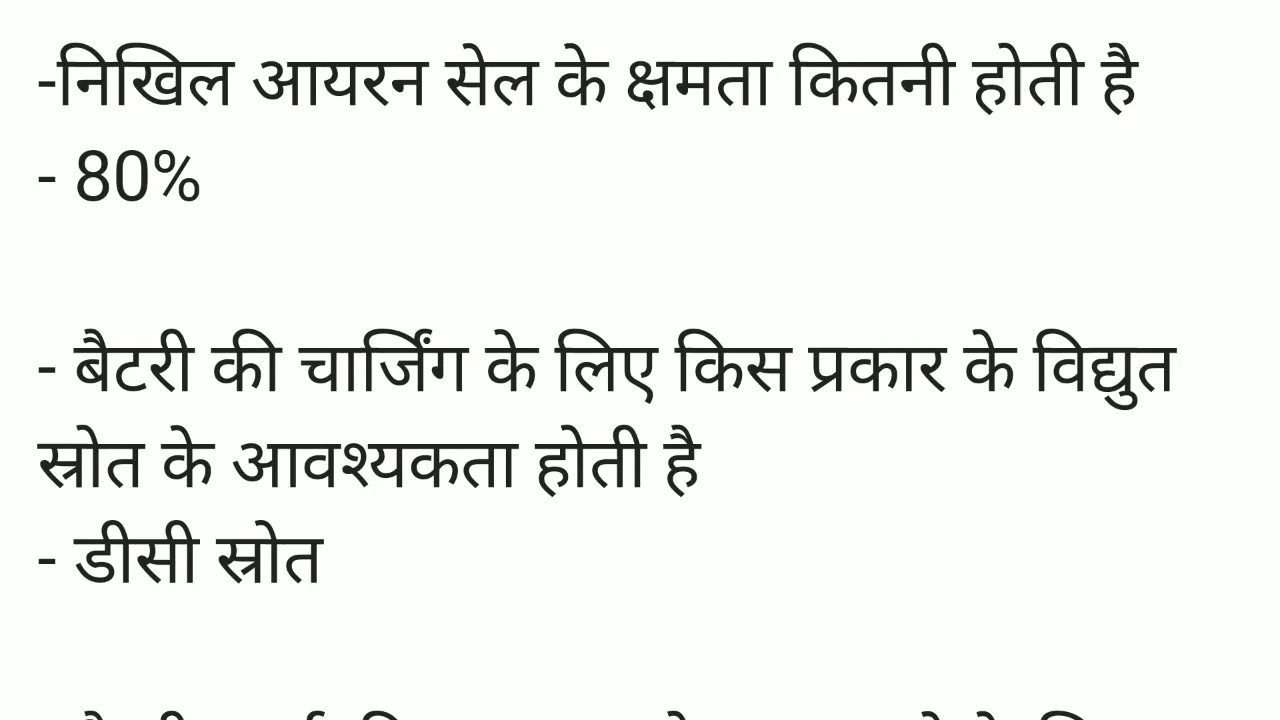 -निखिल आयरन सेल के क्षमता कितनी होती है
- 80%
- बैटरी की चार्जिंग के लिए किस प्रकार के विद्युत
स्रोत के आवश्यकता होती है
- डीसी स्रोत